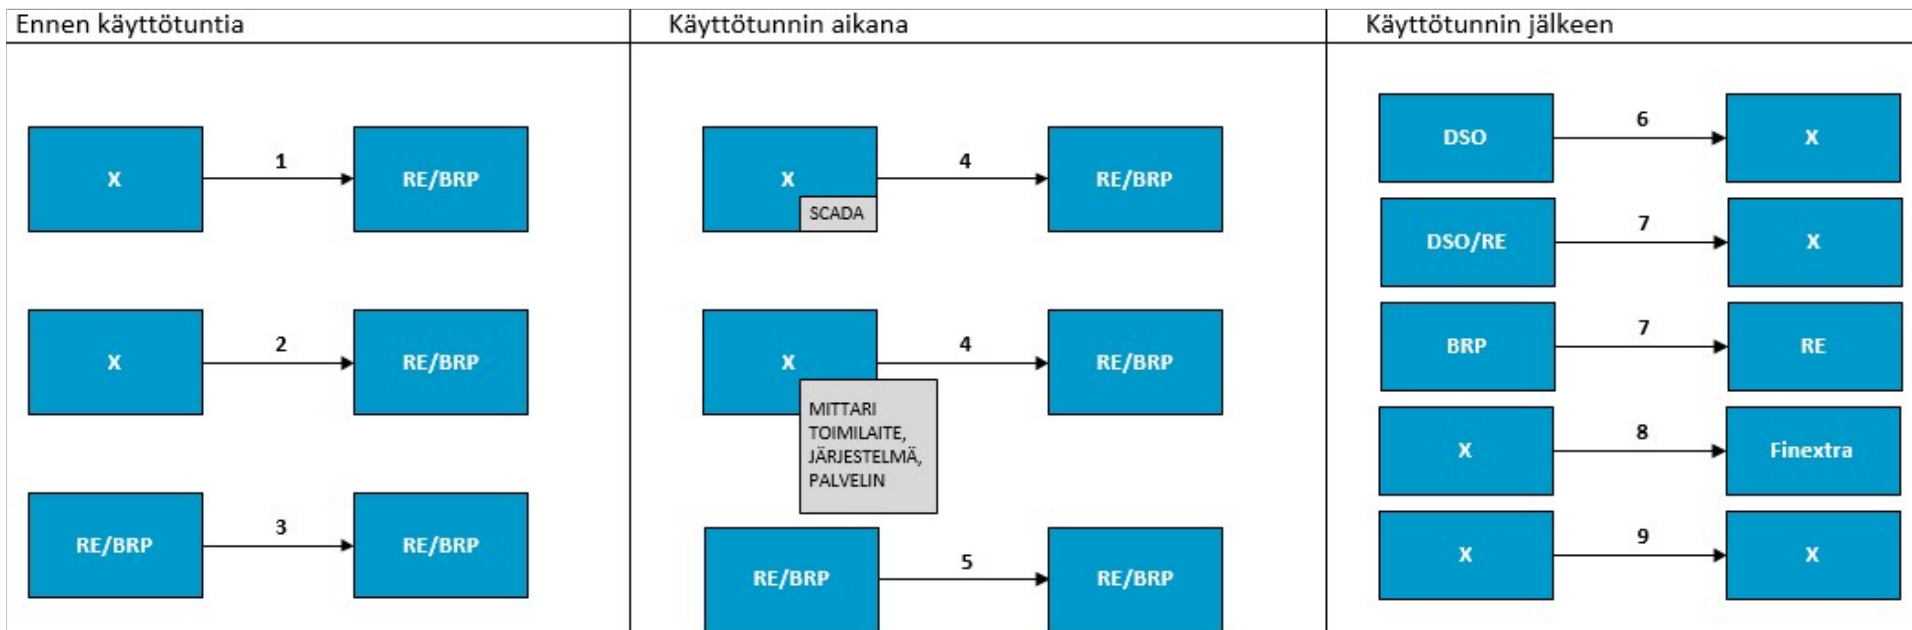 Ennen käyttötuntia
Käyttötunnin aikana
Käyttötunnin jälkeen
X
1
RE/BRP
X
2
RE/BRP
RE/BRP
3
RE/BRP
X
SCADA
4
RE/BRP
X
MITTARI
TOIMILAITE,
JÄRJESTELMÄ,
PALVELIN
4
RE/BRP
RE/BRP
5
RE/BRP
DSO
6
X
DSO/RE
7
X
BRP
7
RE
X
8
Finextra
X
9
X